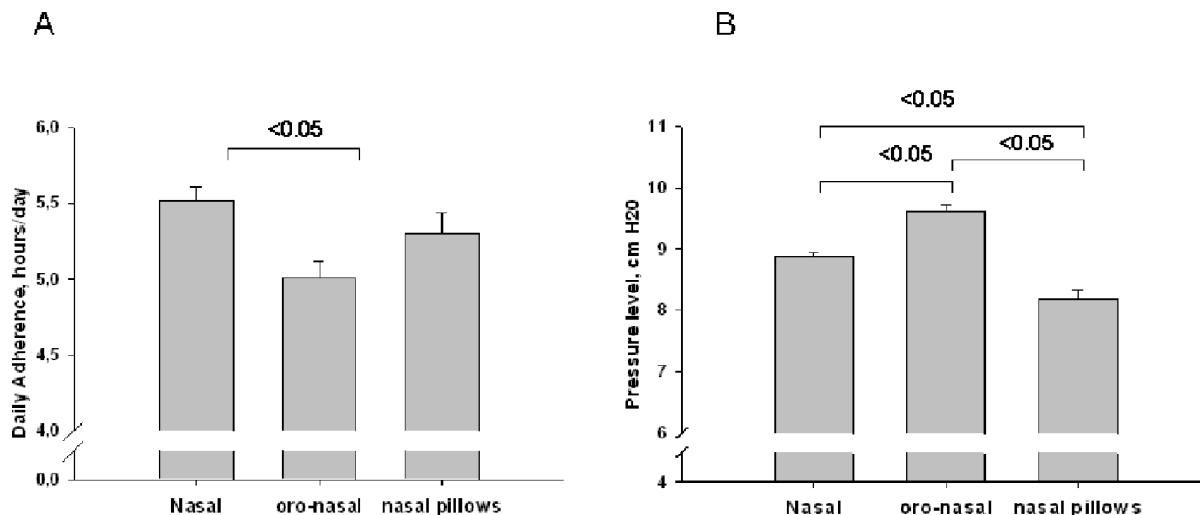 A
<0.05
6,0
5,5
5,0
4,5
4,0
0,0
Daily Adherence, hours/day
Nasal
oro-nasal
nasal pillows
B
<0.05
<0.05
<0.05
11
10
9
8
7
6
4
Pressure level, cm H20
Nasal
oro-nasal
nasal pillows